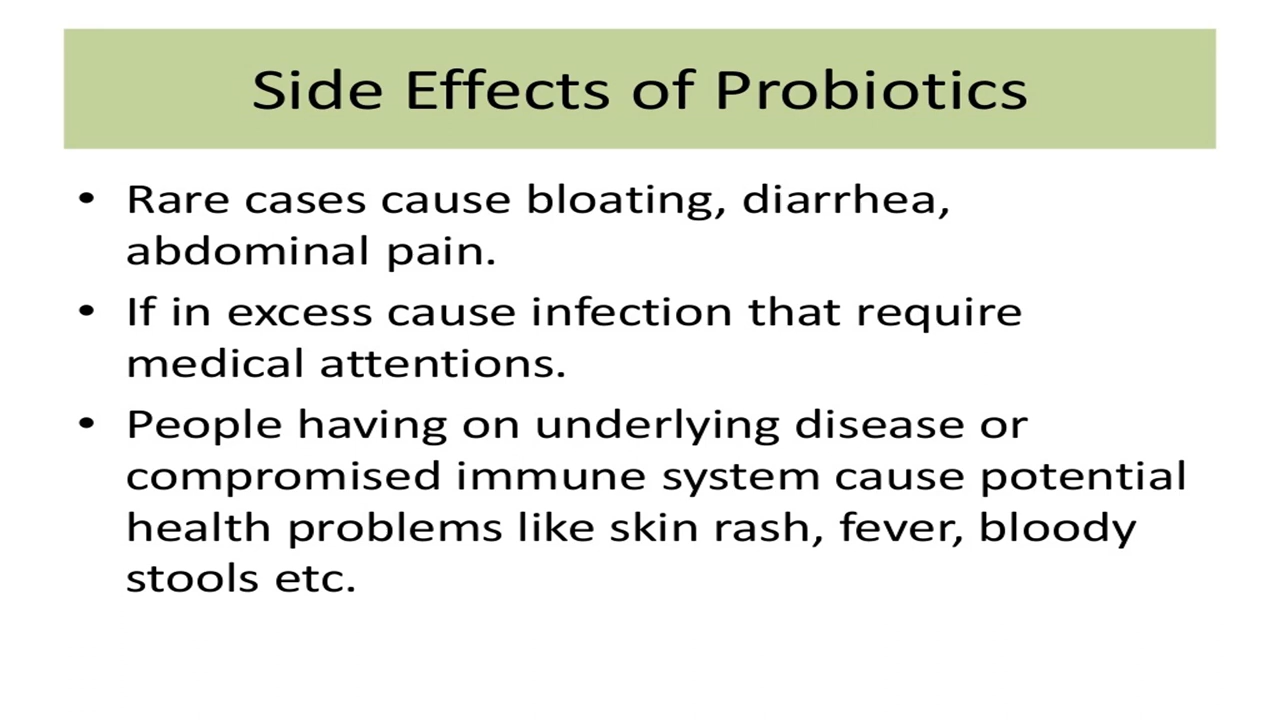 Side Effects of Probiotics
• Rare cases cause bloating, diarrhea,
abdominal pain.
• If in excess cause infection that require
medical attentions.
• People having on underlying disease or
compromised immune system cause potential
health problems like skin rash, fever, bloody
stools etc.